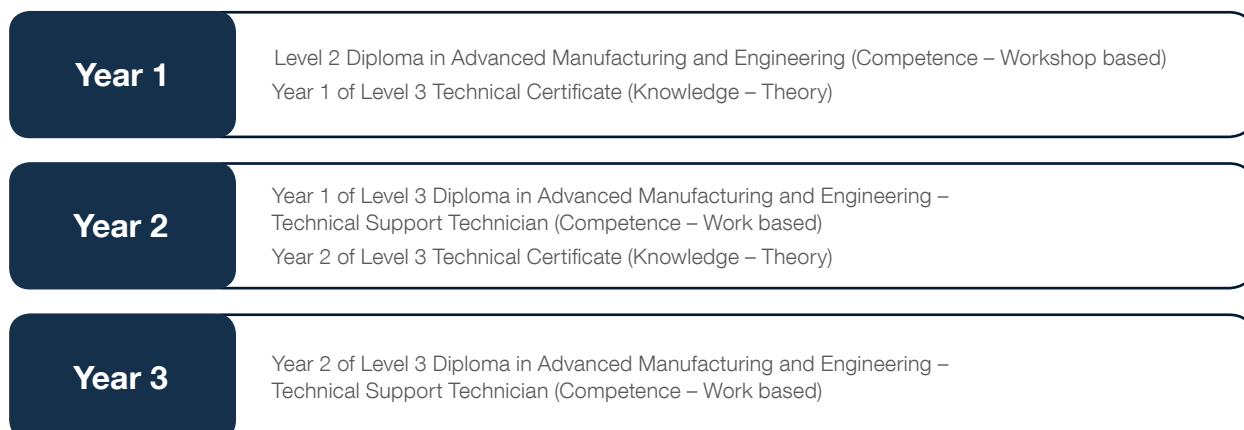 Year 1
Level 2 Diploma in Advanced Manufacturing and Engineering (Competence – Workshop based)
Year 1 of Level 3 Technical Certificate (Knowledge – Theory)
Year 2
Year 1 of Level 3 Diploma in Advanced Manufacturing and Engineering –
Technical Support Technician (Competence – Work based)
Year 2 of Level 3 Technical Certificate (Knowledge – Theory)
Year 3
Year 2 of Level 3 Diploma in Advanced Manufacturing and Engineering –
Technical Support Technician (Competence – Work based)